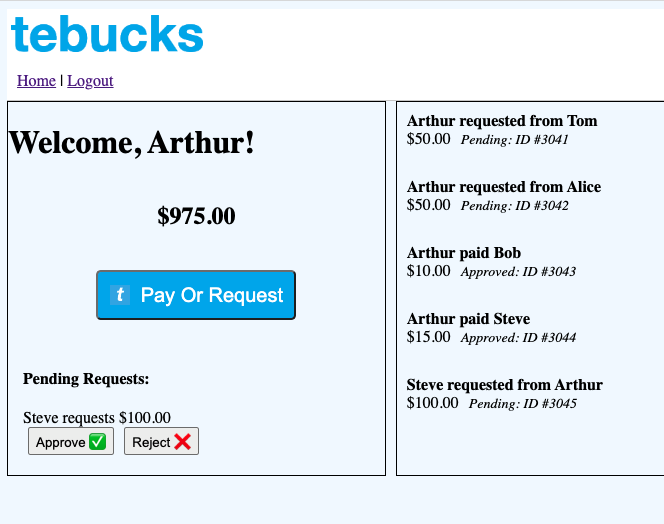 tebucks
Home | Logout
Welcome, Arthur!
$975.00
t Pay Or Request
Pending Requests:
Steve requests $100.00
Approve ✅ Reject ❌
Arthur requested from Tom
$50.00 Pending: ID #3041
Arthur requested from Alice
$50.00 Pending: ID #3042
Arthur paid Bob
$10.00 Approved: ID #3043
Arthur paid Steve
$15.00 Approved: ID #3044
Steve requested from Arthur
$100.00 Pending: ID #3045